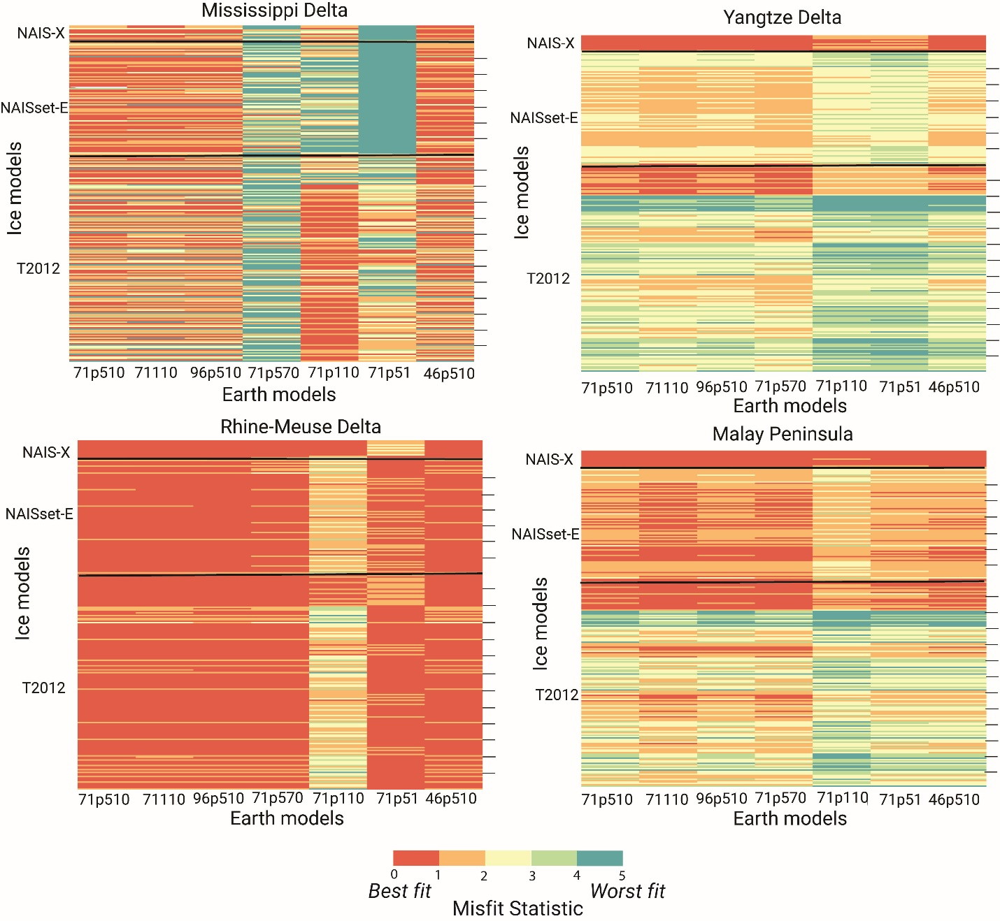 Mississippi Delta
NAIS-X
NAISset-E
T2012
Ice models
71p510 71110 96p510 71p570 71p110 71p51 46p510
Earth models
Yangtze Delta
NAIS-X
NAISset-E
T2012
Ice models
71p510 71110 96p510 71p570 71p110 71p51 46p510
Earth models
Rhine-Meuse Delta
NAIS-X
NAISset-E
T2012
Ice models
71p510 71110 96p510 71p570 71p110 71p51 46p510
Earth models
Malay Peninsula
NAIS-X
NAISset-E
T2012
Ice models
71p510 71110 96p510 71p570 71p110 71p51 46p510
Earth models
0 1 2 3 4 5
Best fit Worst fit
Misfit Statistic